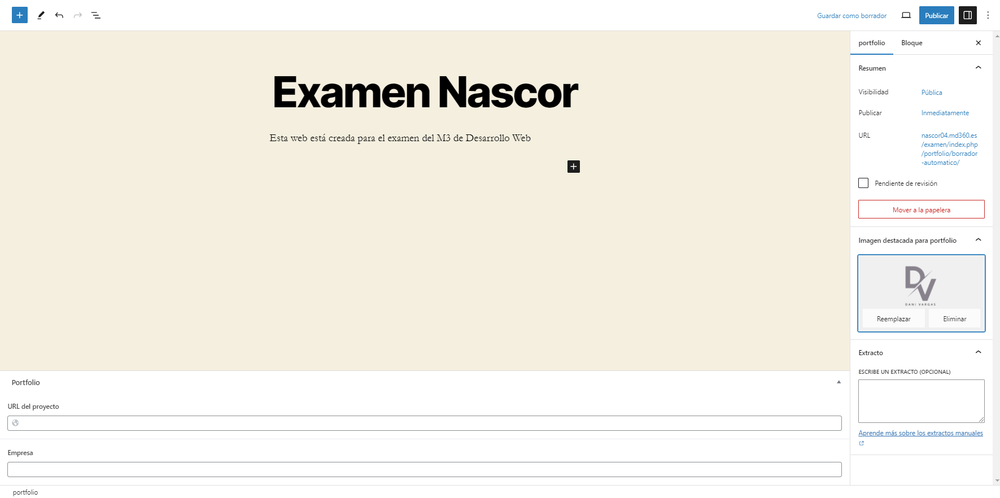 Guardar como borrador
Publicar
Examen Nascor
Esta web está creada para el examen del M3 de Desarrollo Web
portfolio
Bloque
Resumen
Visibilidad
Pública
Publicar
Inmediatamente
URL
nascor04.md360.es
/examen/index.php
/portfolio/borrador
-automatico/
Pendiente de revisión
Mover a la papelera
Imagen destacada para portfolio
DV
DANI VARGAS
Reemplazar
Eliminar
Extracto
ESCRIBE UN EXTRACTO (OPCIONAL)
Aprende más sobre los extractos manuales
Portfolio
URL del proyecto
Empresa
portfolio